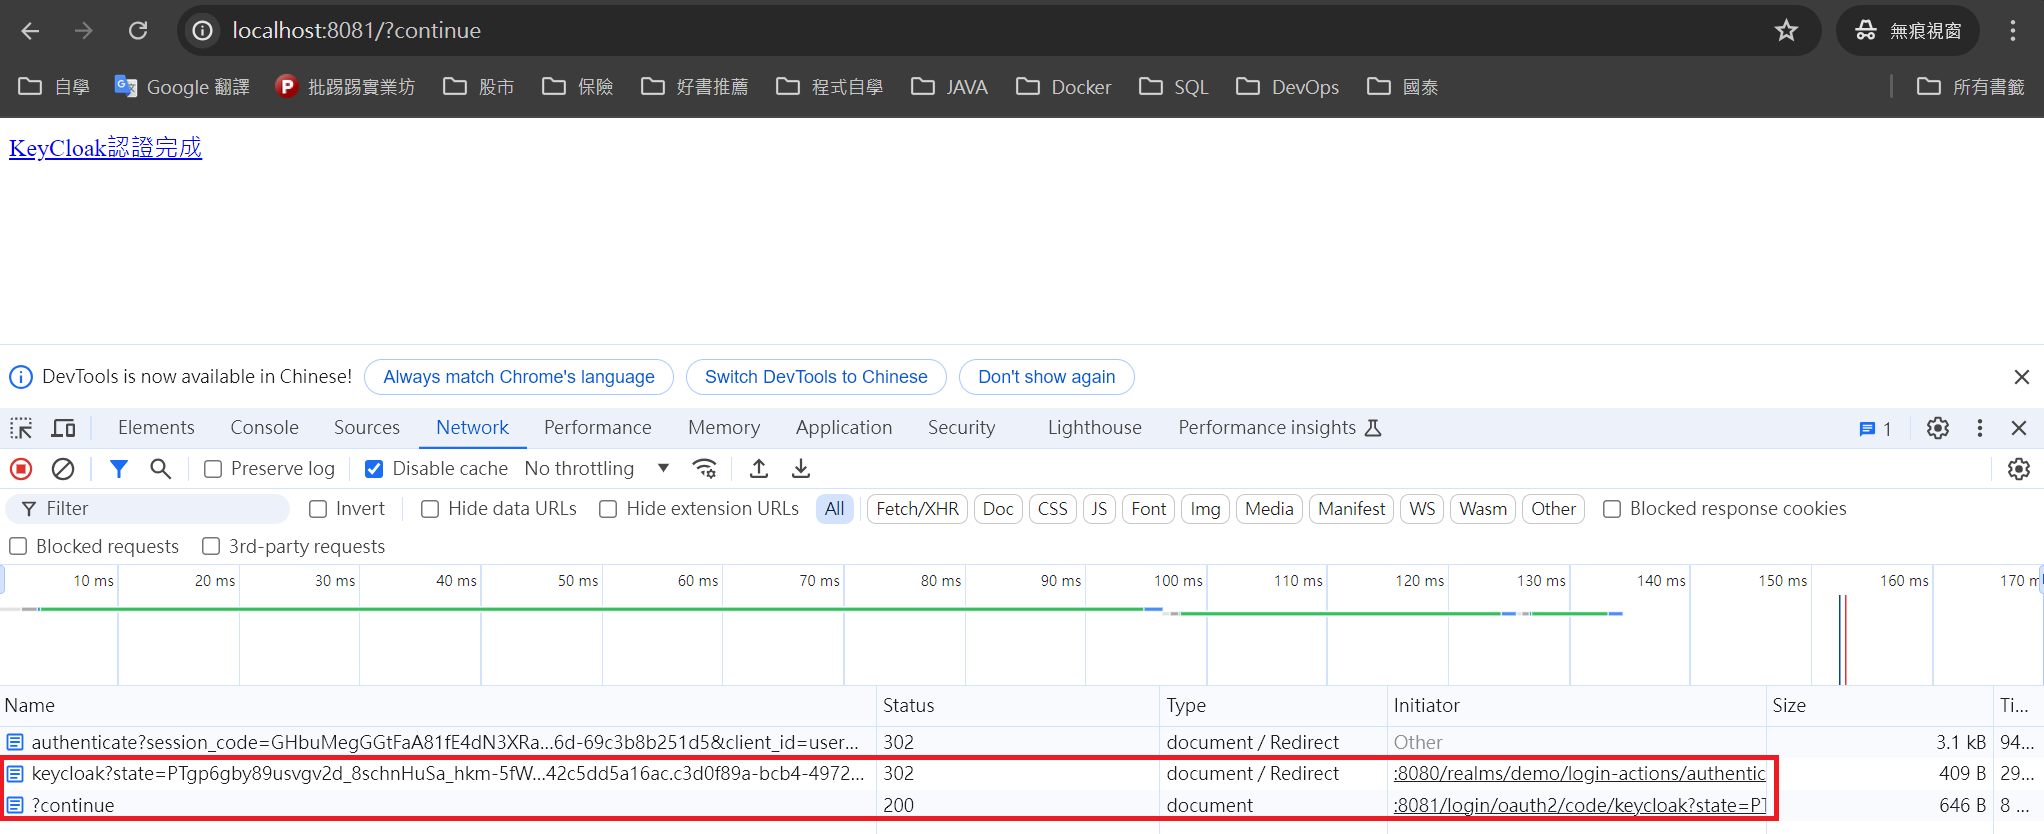 localhost:8081/?continue
無痕視窗
自學 Google 翻譯 批踢踢實業坊 股市 保險 好書推薦 程式自學 JAVA Docker SQL DevOps 國泰 所有書籤
KeyCloak認證完成
DevTools is now available in Chinese! Always match Chrome's language Switch DevTools to Chinese Don't show again
Elements Console Sources Network Performance Memory Application Security Lighthouse Performance insights 1
Preserve log Disable cache No throttling
Filter Invert Hide data URLs Hide extension URLs All Fetch/XHR Doc CSS JS Font Img Media Manifest WS Wasm Other Blocked response cookies
Blocked requests 3rd-party requests
10 ms 20 ms 30 ms 40 ms 50 ms 60 ms 70 ms 80 ms 90 ms 100 ms 110 ms 120 ms 130 ms 140 ms 150 ms 160 ms 170 m
Name Status Type Initiator Size Ti...
authenticate?session_code=GHbuMegGGtFaA81fE4dN3XRa...6d-69c3b8b251d5&client_id=user... 302 document / Redirect Other 3.1 kB 94...
keycloak?state=PTgp6gby89usvgv2d_8schnHuSa_hkm-5fW...42c5dd5a16ac.c3d0f89a-bcb4-4972... 302 document / Redirect :8080/realms/demo/login-actions/authentic 409 B 29...
?continue 200 document :8081/login/oauth2/code/keycloak?state=PT 646 B 8 ...